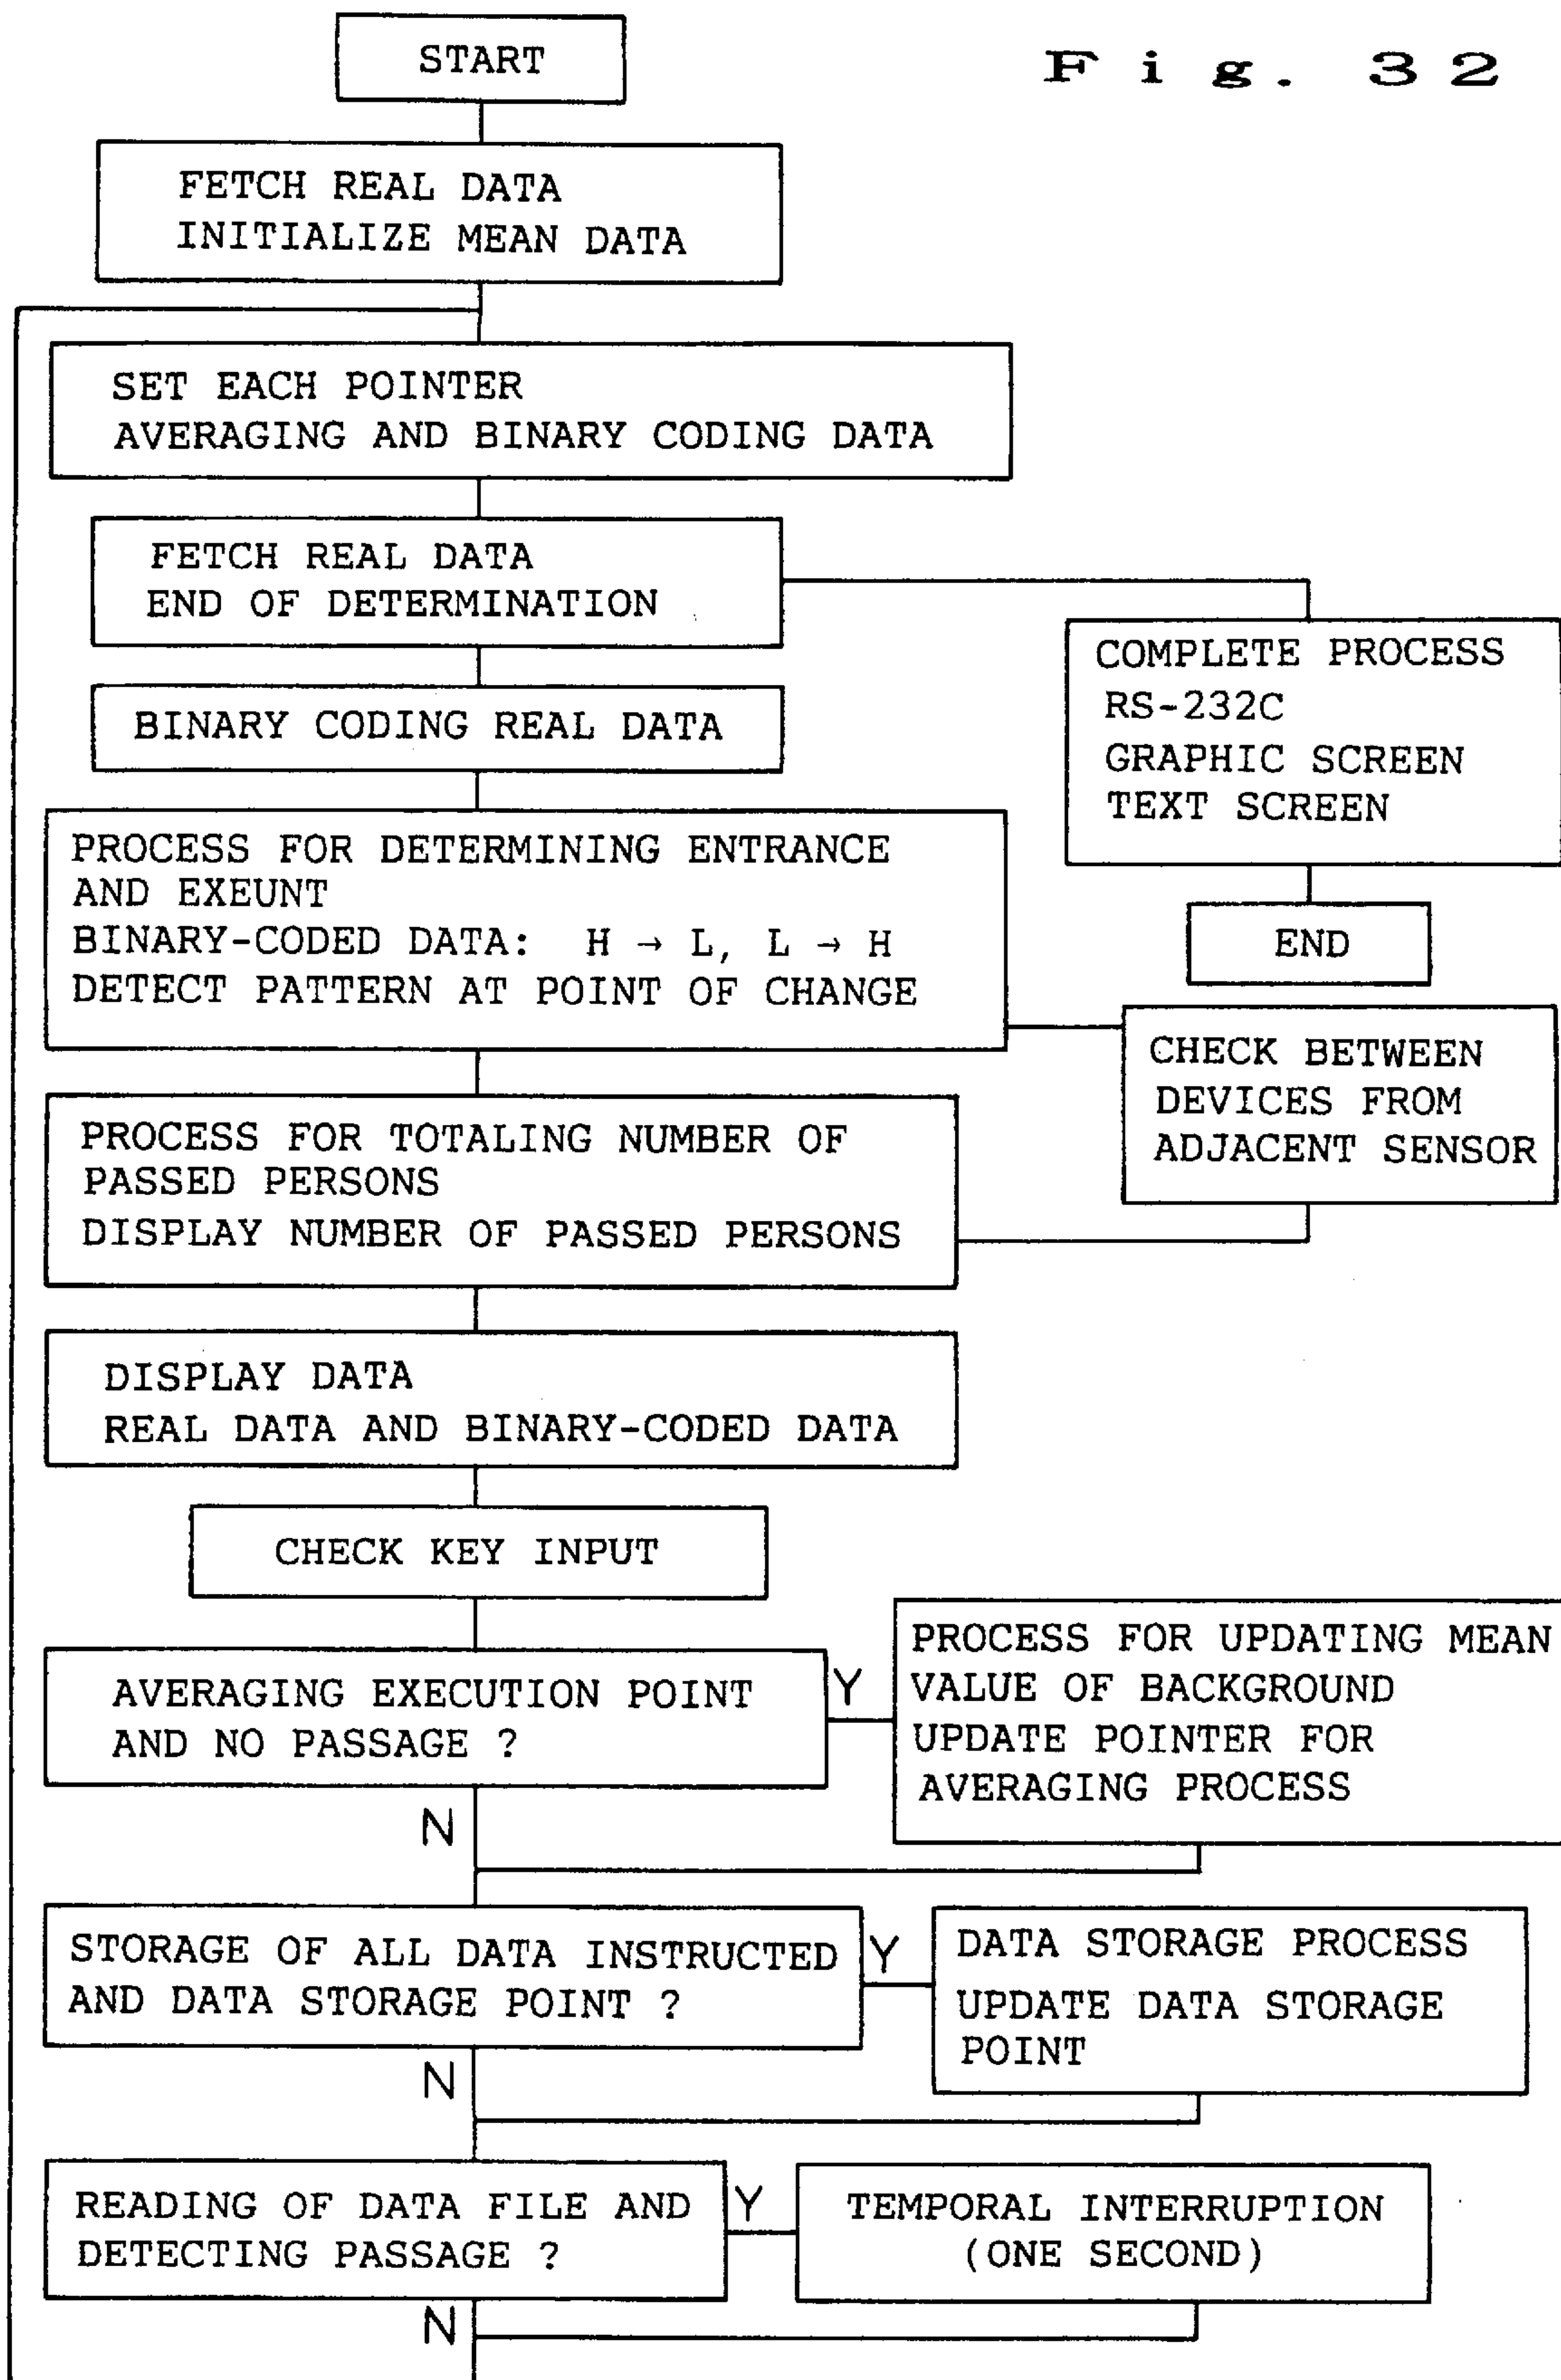 START
Fig. 32
FETCH REAL DATA
INITIALIZE MEAN DATA
SET EACH POINTER
AVERAGING AND BINARY CODING DATA
FETCH REAL DATA
END OF DETERMINATION
COMPLETE PROCESS
RS-232C
GRAPHIC SCREEN
TEXT SCREEN
END
BINARY CODING REAL DATA
PROCESS FOR DETERMINING ENTRANCE
AND EXEUNT
BINARY-CODED DATA: H → L, L → H
DETECT PATTERN AT POINT OF CHANGE
CHECK BETWEEN
DEVICES FROM
ADJACENT SENSOR
PROCESS FOR TOTALING NUMBER OF
PASSED PERSONS
DISPLAY NUMBER OF PASSED PERSONS
DISPLAY DATA
REAL DATA AND BINARY-CODED DATA
CHECK KEY INPUT
AVERAGING EXECUTION POINT
AND NO PASSAGE ?
Y
PROCESS FOR UPDATING MEAN
VALUE OF BACKGROUND
UPDATE POINTER FOR
AVERAGING PROCESS
N
STORAGE OF ALL DATA INSTRUCTED
AND DATA STORAGE POINT ?
Y
DATA STORAGE PROCESS
UPDATE DATA STORAGE
POINT
N
READING OF DATA FILE AND
DETECTING PASSAGE ?
Y
TEMPORAL INTERRUPTION
(ONE SECOND)
N